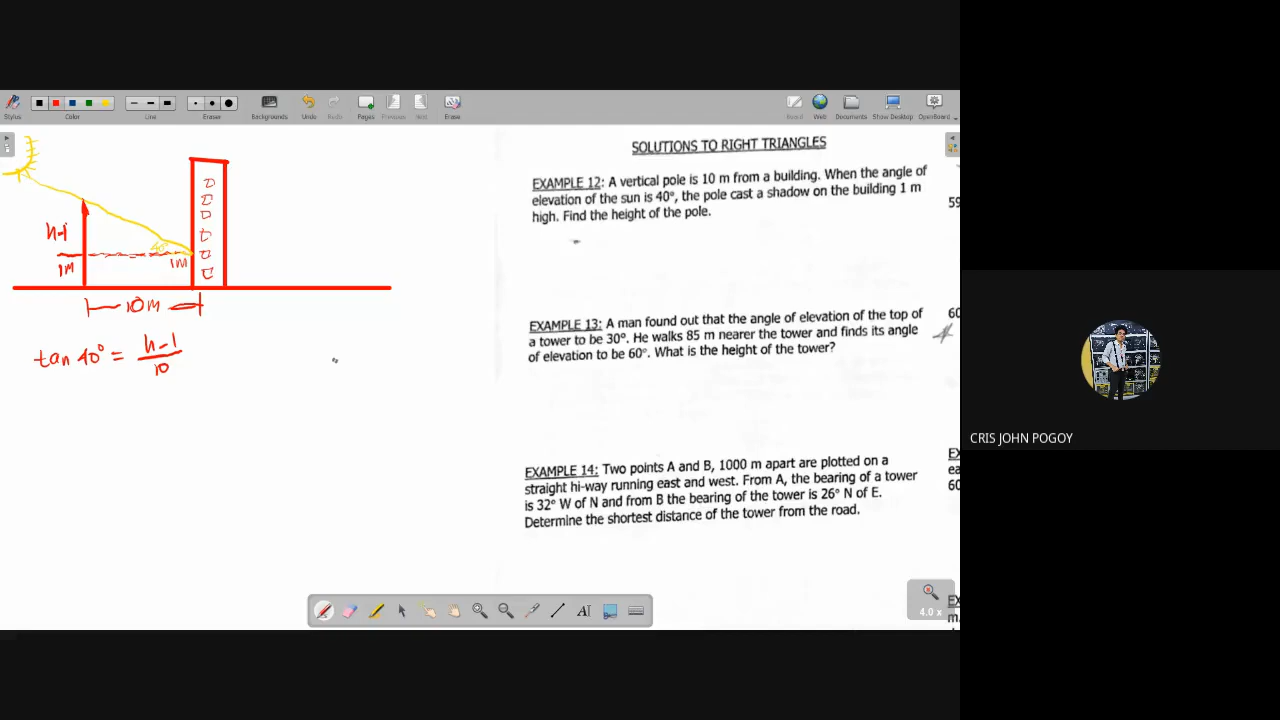 Stylus
Color
Line
Eraser
Backgrounds
Undo
Redo
Pages
Previous
Next
Erase
Board
Web
Documents
Show Desktop
OpenBoard
h-1
1M
40°
1M
10M
tan 40° = h-1
10
SOLUTIONS TO RIGHT TRIANGLES
EXAMPLE 12: A vertical pole is 10 m from a building. When the angle of
elevation of the sun is 40°, the pole cast a shadow on the building 1 m
high. Find the height of the pole.
59
EXAMPLE 13: A man found out that the angle of elevation of the top of
a tower to be 30°. He walks 85 m nearer the tower and finds its angle
of elevation to be 60°. What is the height of the tower?
60
EXAMPLE 14: Two points A and B, 1000 m apart are plotted on a
straight hi-way running east and west. From A, the bearing of a tower
is 32° W of N and from B the bearing of the tower is 26° N of E.
Determine the shortest distance of the tower from the road.
EX
ea
60
4.0 x
EX
m.
CRIS JOHN POGOY